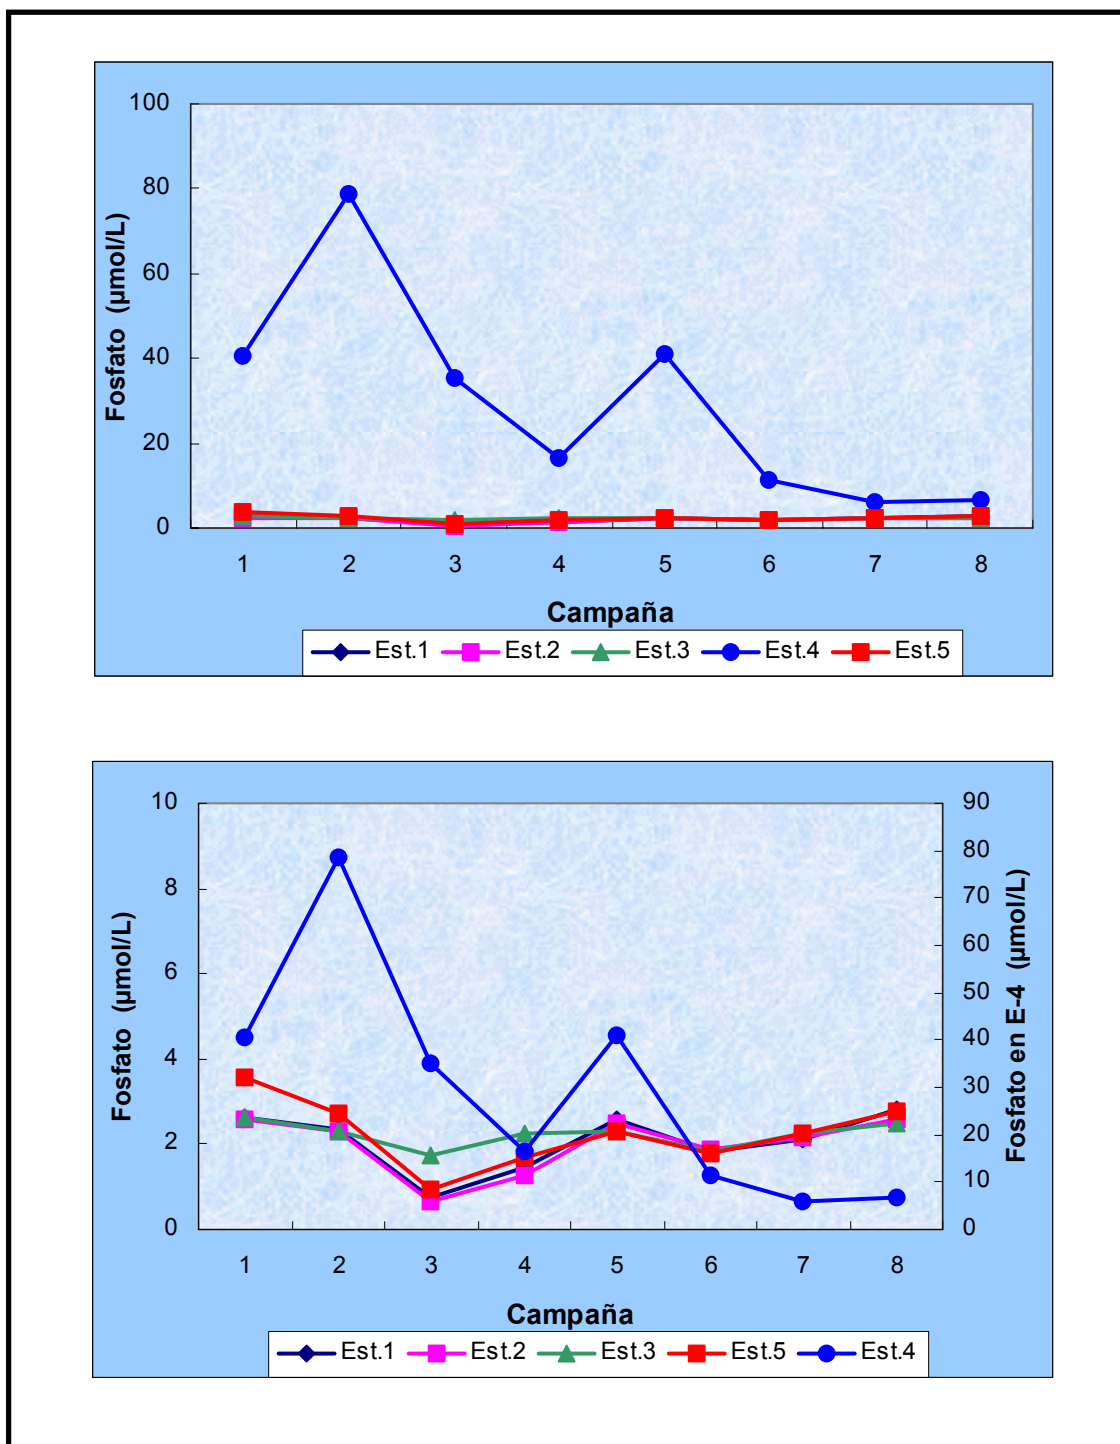 100
80
60
40
20
0
Fosfato (µmol/L)
1 2 3 4 5 6 7 8
Campaña
Est.1 Est.2 Est.3 Est.4 Est.5
10
8
6
4
2
0
Fosfato (µmol/L)
90
80
70
60
50
40
30
20
10
0
Fosfato en E-4 (µmol/L)
1 2 3 4 5 6 7 8
Campaña
Est.1 Est.2 Est.3 Est.5 Est.4